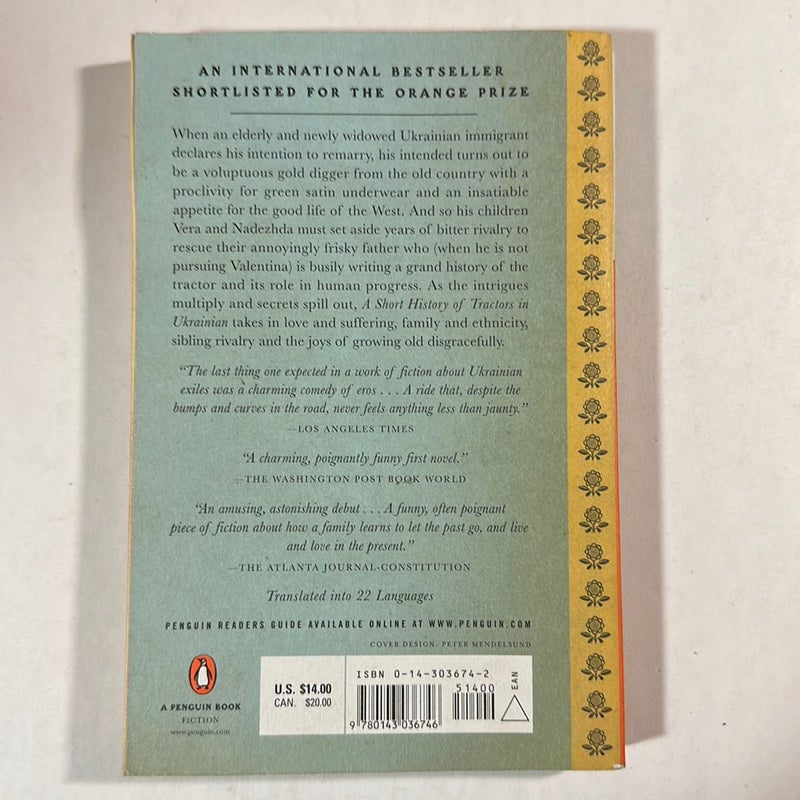 AN INTERNATIONAL BESTSELLER
SHORTLISTED FOR THE ORANGE PRIZE
When an elderly and newly widowed Ukrainian immigrant
declares his intention to remarry, his intended turns out to
be a voluptuous gold digger from the old country with a
proclivity for green satin underwear and an insatiable
appetite for the good life of the West. And so his children
Vera and Nadezhda must set aside years of bitter rivalry to
rescue their annoyingly frisky father who (when he is not
pursuing Valentina) is busily writing a grand history of the
tractor and its role in human progress. As the intrigues
multiply and secrets spill out, A Short History of Tractors in
Ukrainian takes in love and suffering, family and ethnicity,
sibling rivalry and the joys of growing old disgracefully.
“The last thing one expected in a work of fiction about Ukrainian
exiles was a charming comedy of eros . . . A ride that, despite the
bumps and curves in the road, never feels anything less than jaunty.”
—LOS ANGELES TIMES
“A charming, poignantly funny first novel.”
—THE WASHINGTON POST BOOK WORLD
“An amusing, astonishing debut . . . A funny, often poignant
piece of fiction about how a family learns to let the past go, and live
and love in the present.”
—THE ATLANTA JOURNAL-CONSTITUTION
Translated into 22 Languages
PENGUIN READERS GUIDE AVAILABLE ONLINE AT WWW.PENGUIN.COM
COVER DESIGN: PETER MENDELSUND
A PENGUIN BOOK
FICTION
www.penguin.com
U.S. $14.00
CAN. $20.00
ISBN 0-14-303674-2
51400
EAN
9 780143 036746